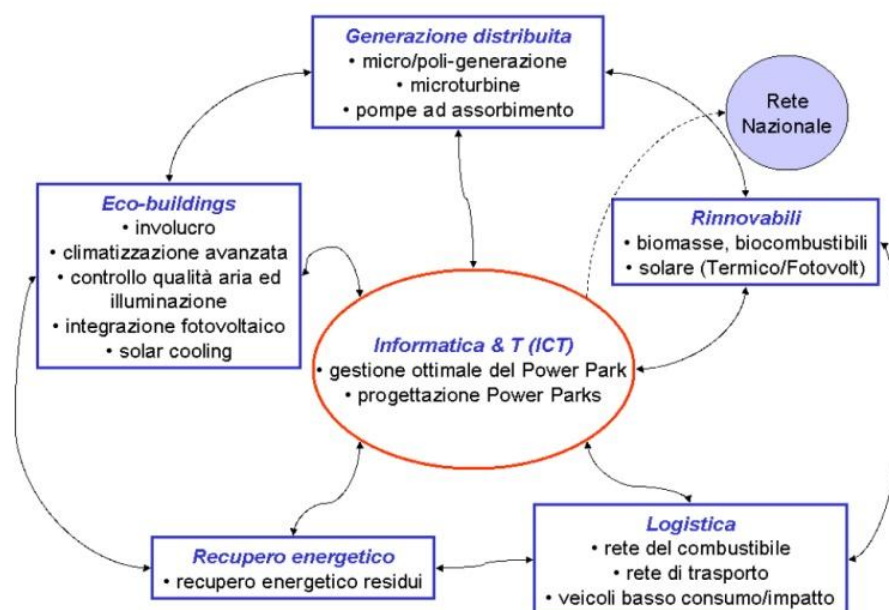 Generazione distribuita
• micro/poli-generazione
• microturbine
• pompe ad assorbimento
Rete
Nazionale
Eco-buildings
• involucro
• climatizzazione avanzata
• controllo qualità aria ed
illuminazione
• integrazione fotovoltaico
• solar cooling
Rinnovabili
• biomasse, biocombustibili
• solare (Termico/Fotovolt)
Informatica & T (ICT)
• gestione ottimale del Power Park
• progettazione Power Parks
Recupero energetico
• recupero energetico residui
Logistica
• rete del combustibile
• rete di trasporto
• veicoli basso consumo/impatto